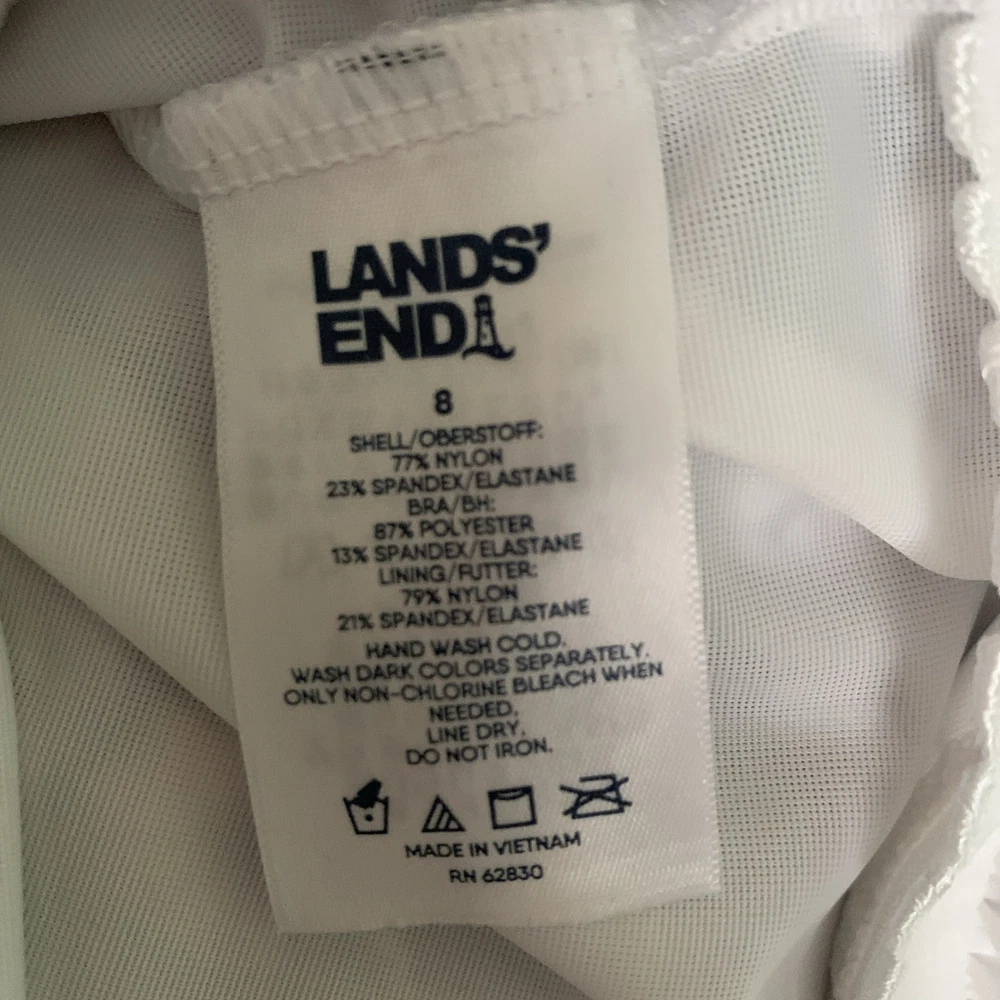 LANDS'
END
8
SHELL/OBERSTOFF:
77% NYLON
23% SPANDEX/ELASTANE
BRA/BH:
87% POLYESTER
13% SPANDEX/ELASTANE
LINING/FUTTER:
79% NYLON
21% SPANDEX/ELASTANE
HAND WASH COLD.
WASH DARK COLORS SEPARATELY.
ONLY NON-CHLORINE BLEACH WHEN
NEEDED.
LINE DRY.
DO NOT IRON.
MADE IN VIETNAM
RN 62830